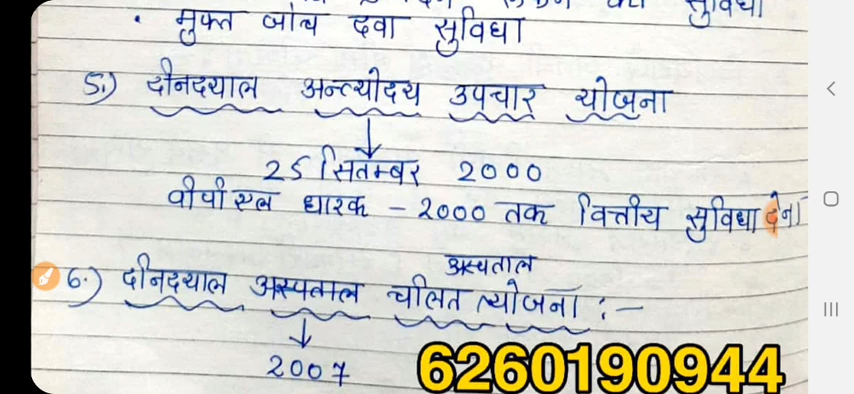 सुविधा
• मुफ्त जांच दवा सुविधा
5.) दीनदयाल अन्त्योदय उपचार योजना
25 सितम्बर 2000
वीपीएल धारक - 2000 तक वित्तीय सुविधा देना
अस्पताल
6.) दीनदयाल अस्पताल चलित योजना :-
2007
6260190944